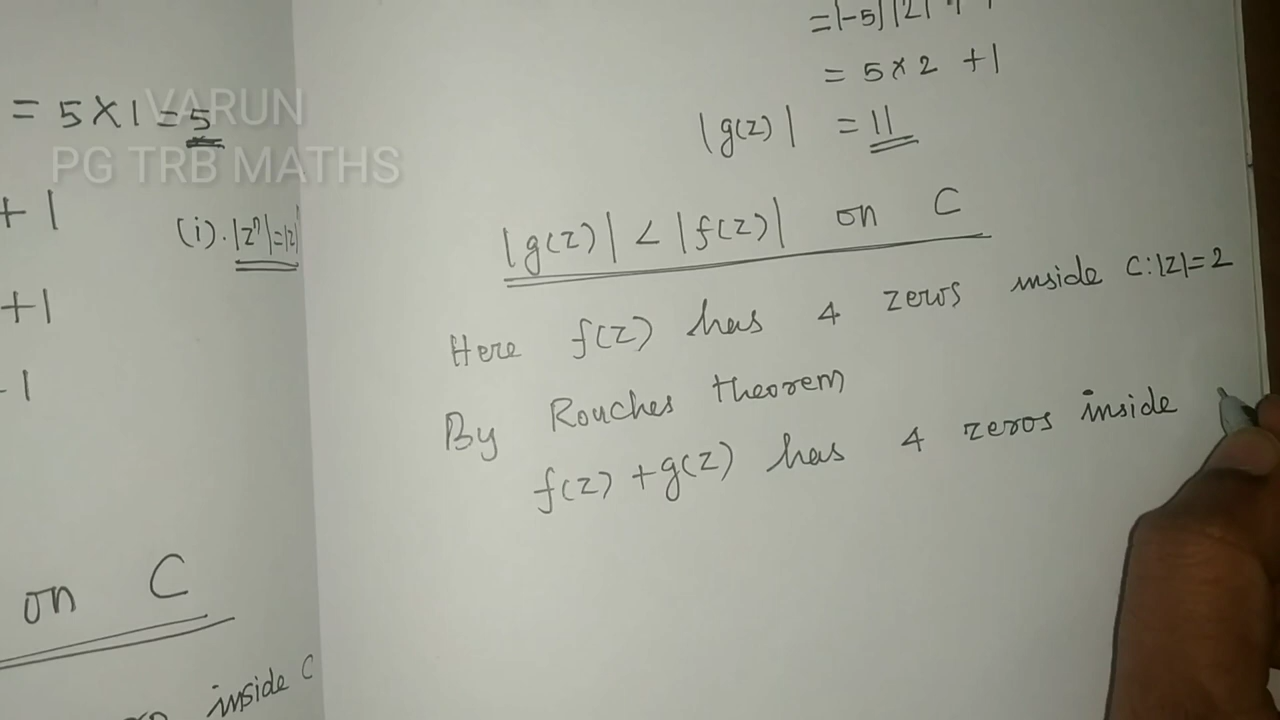 = 5 × 1 = 5
+ 1
(i). |zⁿ|=|z|ⁿ
+1
1
on C
inside C
=|-5||z|
= 5×2 +1
|g(z)| = 11
|g(z)| < |f(z)| on C
Here f(z) has 4 zeros inside C:|z|=2
By Rouches theorem
f(z) +g(z) has 4 zeros inside
VARUN
PG TRB MATHS